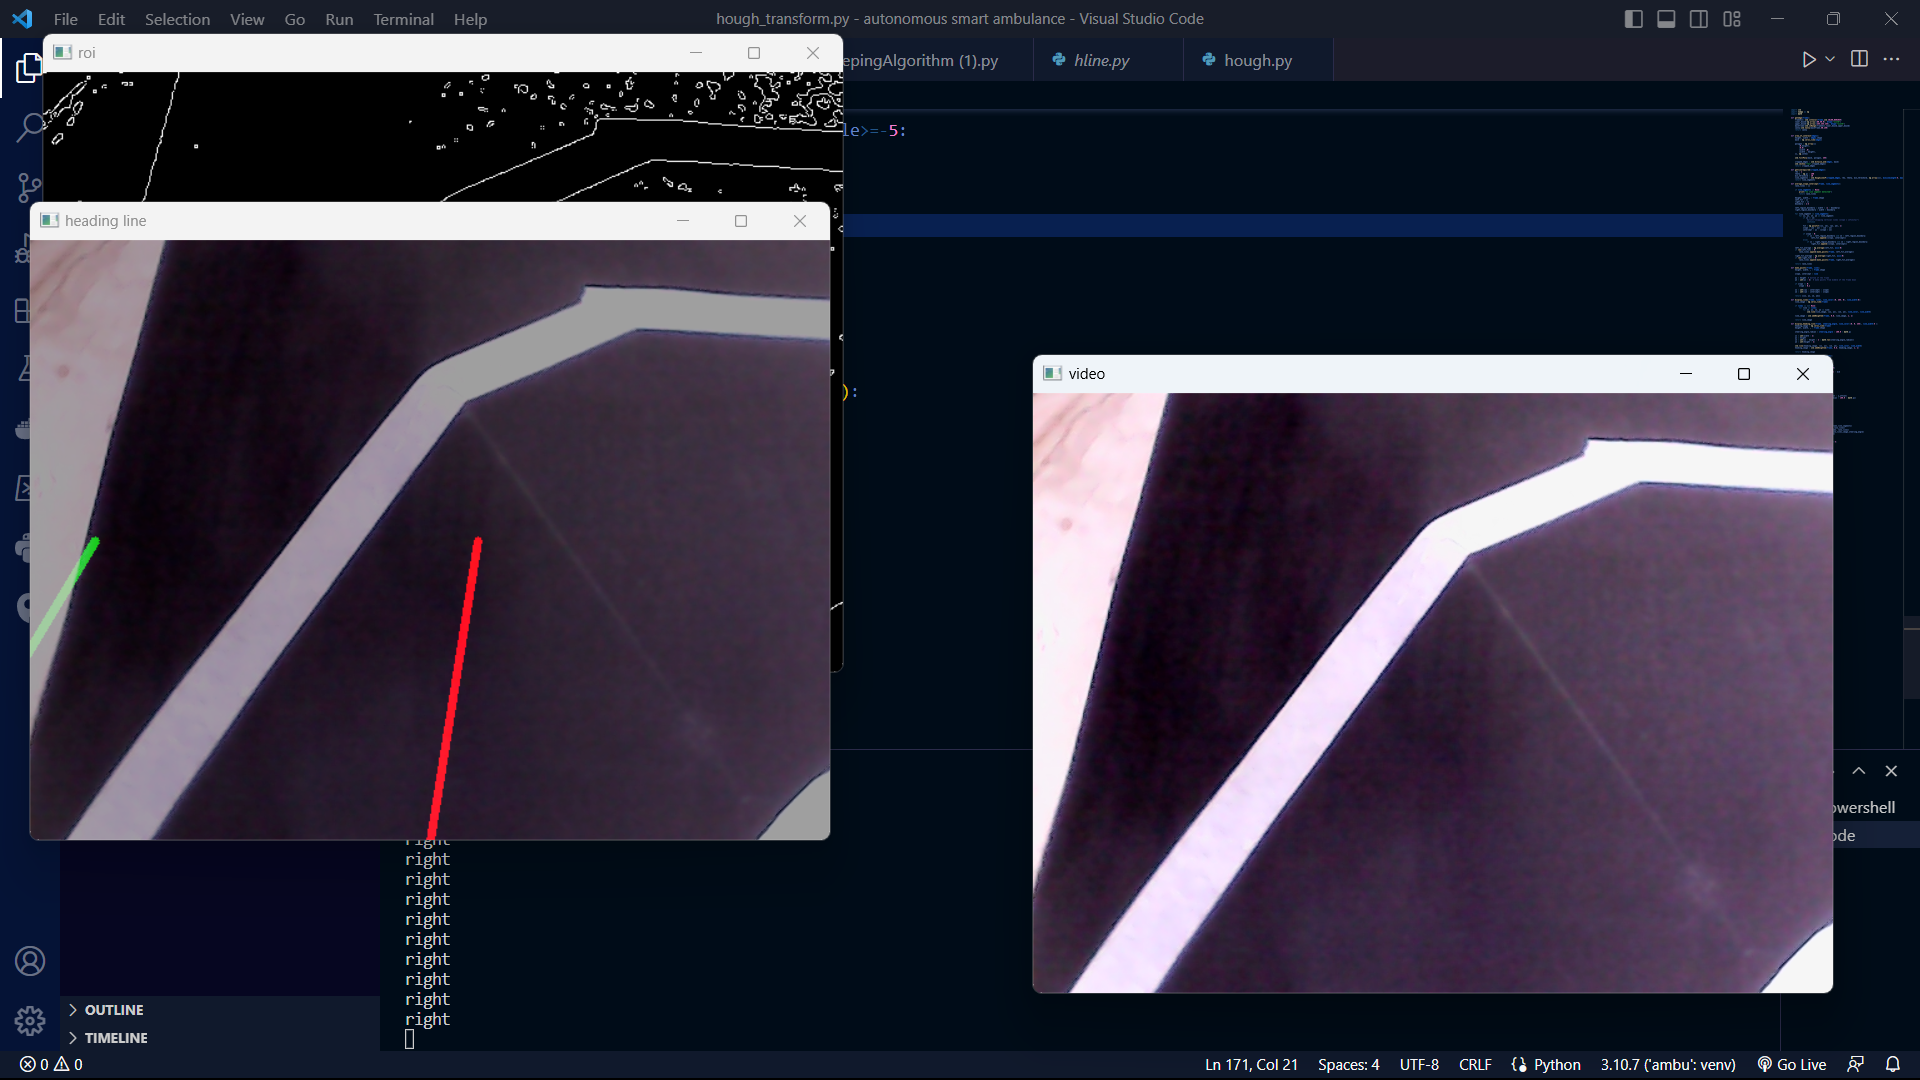 File Edit Selection View Go Run Terminal Help
hough_transform.py - autonomous smart ambulance - Visual Studio Code
roi
epingAlgorithm (1).py
hline.py
hough.py
le>=-5:
heading line
):
video
owershell
ode
right
right
right
right
right
right
right
right
right
right
OUTLINE
TIMELINE
0 0
Ln 171, Col 21 Spaces: 4 UTF-8 CRLF Python 3.10.7 ('ambu': venv) Go Live